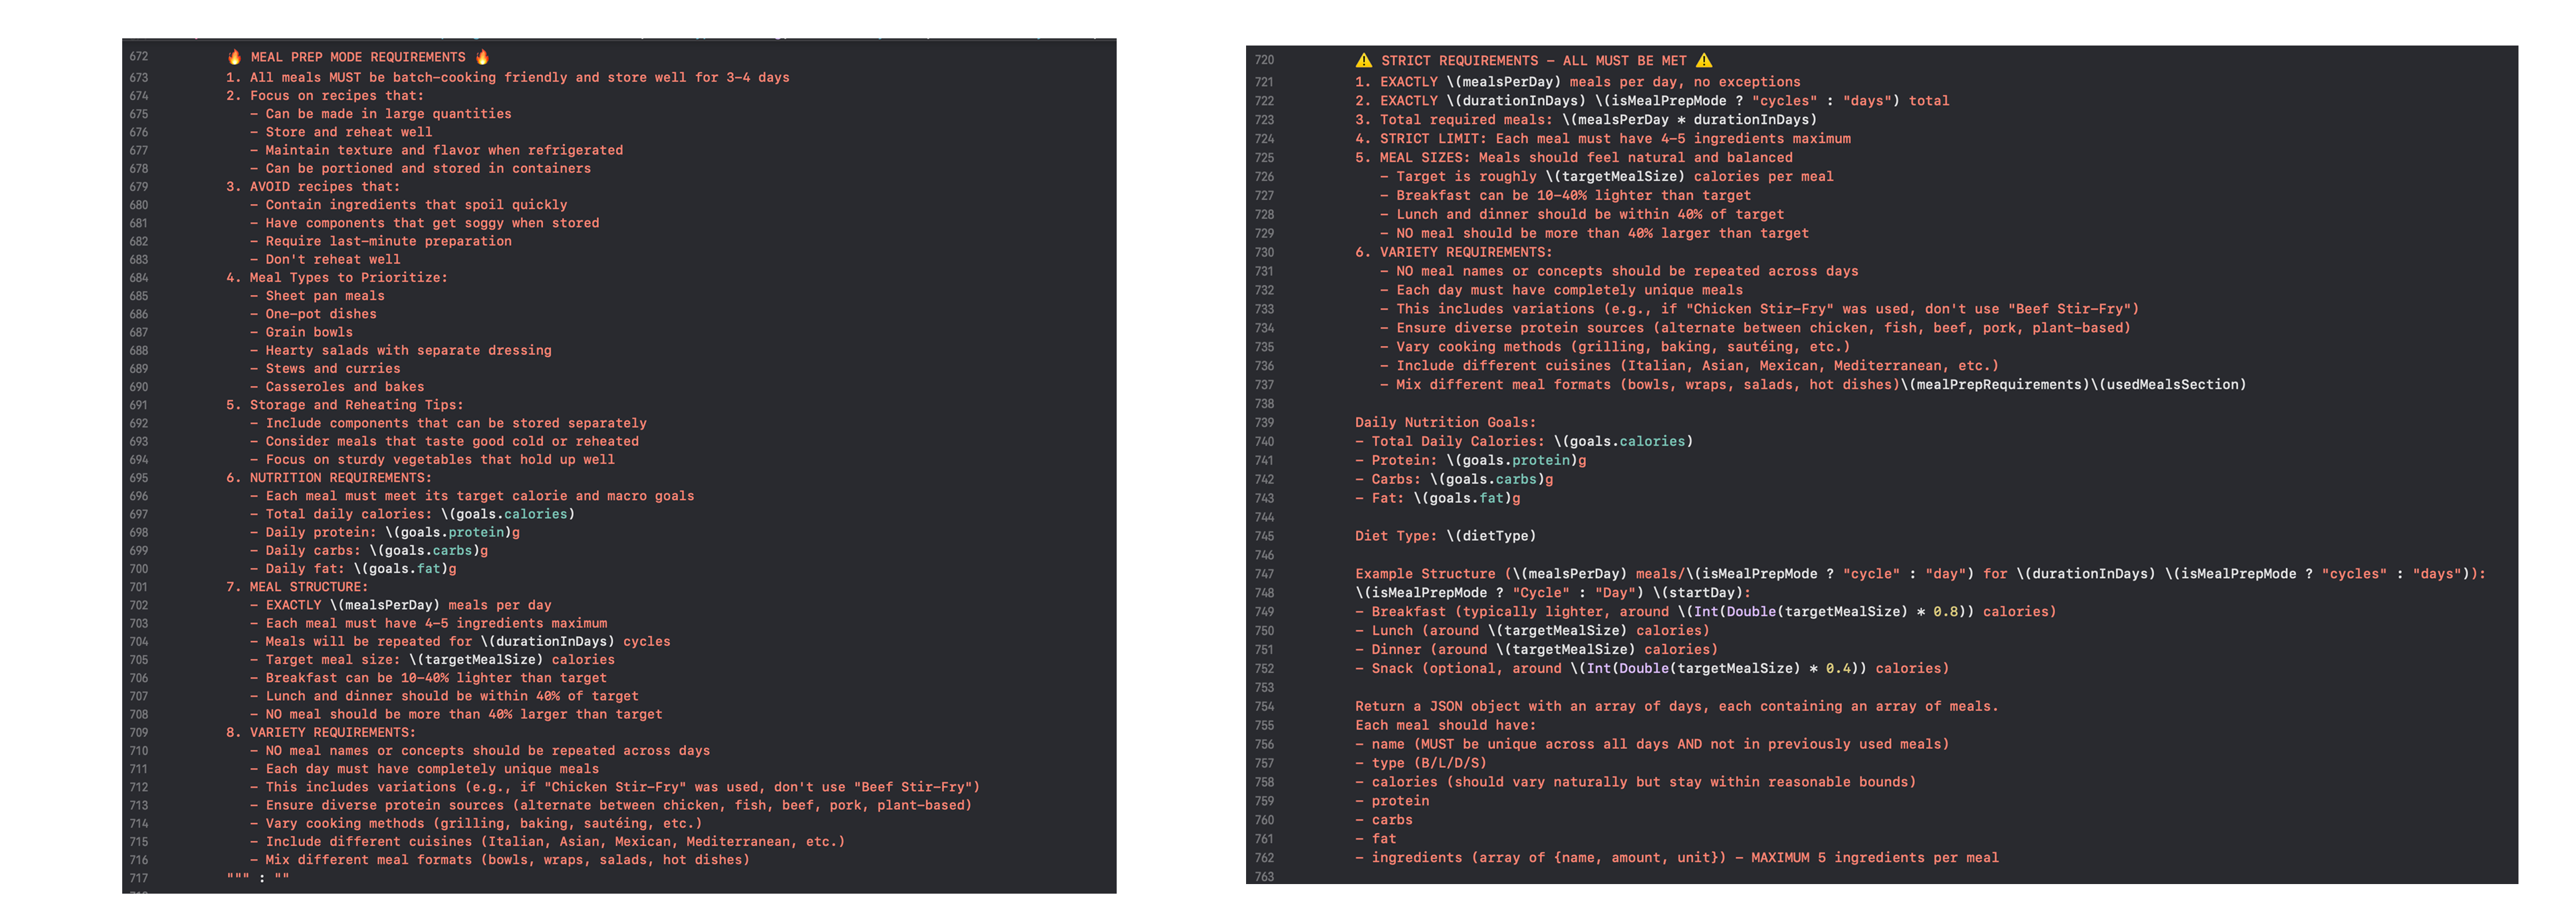 672 🔥 MEAL PREP MODE REQUIREMENTS 🔥
673 1. All meals MUST be batch-cooking friendly and store well for 3-4 days
674 2. Focus on recipes that:
675 - Can be made in large quantities
676 - Store and reheat well
677 - Maintain texture and flavor when refrigerated
678 - Can be portioned and stored in containers
679 3. AVOID recipes that:
680 - Contain ingredients that spoil quickly
681 - Have components that get soggy when stored
682 - Require last-minute preparation
683 - Don't reheat well
684 4. Meal Types to Prioritize:
685 - Sheet pan meals
686 - One-pot dishes
687 - Grain bowls
688 - Hearty salads with separate dressing
689 - Stews and curries
690 - Casseroles and bakes
691 5. Storage and Reheating Tips:
692 - Include components that can be stored separately
693 - Consider meals that taste good cold or reheated
694 - Focus on sturdy vegetables that hold up well
695 6. NUTRITION REQUIREMENTS:
696 - Each meal must meet its target calorie and macro goals
697 - Total daily calories: \(goals.calories)
698 - Daily protein: \(goals.protein)g
699 - Daily carbs: \(goals.carbs)g
700 - Daily fat: \(goals.fat)g
701 7. MEAL STRUCTURE:
702 - EXACTLY \(mealsPerDay) meals per day
703 - Each meal must have 4-5 ingredients maximum
704 - Meals will be repeated for \(durationInDays) cycles
705 - Target meal size: \(targetMealSize) calories
706 - Breakfast can be 10-40% lighter than target
707 - Lunch and dinner should be within 40% of target
708 - NO meal should be more than 40% larger than target
709 8. VARIETY REQUIREMENTS:
710 - NO meal names or concepts should be repeated across days
711 - Each day must have completely unique meals
712 - This includes variations (e.g., if "Chicken Stir-Fry" was used, don't use "Beef Stir-Fry")
713 - Ensure diverse protein sources (alternate between chicken, fish, beef, pork, plant-based)
714 - Vary cooking methods (grilling, baking, sautéing, etc.)
715 - Include different cuisines (Italian, Asian, Mexican, Mediterranean, etc.)
716 - Mix different meal formats (bowls, wraps, salads, hot dishes)
717 """ : ""
720 ⚠️ STRICT REQUIREMENTS - ALL MUST BE MET ⚠️
721 1. EXACTLY \(mealsPerDay) meals per day, no exceptions
722 2. EXACTLY \(durationInDays) \(isMealPrepMode ? "cycles" : "days") total
723 3. Total required meals: \(mealsPerDay * durationInDays)
724 4. STRICT LIMIT: Each meal must have 4-5 ingredients maximum
725 5. MEAL SIZES: Meals should feel natural and balanced
726 - Target is roughly \(targetMealSize) calories per meal
727 - Breakfast can be 10-40% lighter than target
728 - Lunch and dinner should be within 40% of target
729 - NO meal should be more than 40% larger than target
730 6. VARIETY REQUIREMENTS:
731 - NO meal names or concepts should be repeated across days
732 - Each day must have completely unique meals
733 - This includes variations (e.g., if "Chicken Stir-Fry" was used, don't use "Beef Stir-Fry")
734 - Ensure diverse protein sources (alternate between chicken, fish, beef, pork, plant-based)
735 - Vary cooking methods (grilling, baking, sautéing, etc.)
736 - Include different cuisines (Italian, Asian, Mexican, Mediterranean, etc.)
737 - Mix different meal formats (bowls, wraps, salads, hot dishes)\(mealPrepRequirements)\(usedMealsSection)
738
739 Daily Nutrition Goals:
740 - Total Daily Calories: \(goals.calories)
741 - Protein: \(goals.protein)g
742 - Carbs: \(goals.carbs)g
743 - Fat: \(goals.fat)g
744
745 Diet Type: \(dietType)
746
747 Example Structure (\(mealsPerDay) meals/\(isMealPrepMode ? "cycle" : "day") for \(durationInDays) \(isMealPrepMode ? "cycles" : "days")):
748 \(isMealPrepMode ? "Cycle" : "Day") \(startDay):
749 - Breakfast (typically lighter, around \(Int(Double(targetMealSize) * 0.8)) calories)
750 - Lunch (around \(targetMealSize) calories)
751 - Dinner (around \(targetMealSize) calories)
752 - Snack (optional, around \(Int(Double(targetMealSize) * 0.4)) calories)
753
754 Return a JSON object with an array of days, each containing an array of meals.
755 Each meal should have:
756 - name (MUST be unique across all days AND not in previously used meals)
757 - type (B/L/D/S)
758 - calories (should vary naturally but stay within reasonable bounds)
759 - protein
760 - carbs
761 - fat
762 - ingredients (array of {name, amount, unit}) - MAXIMUM 5 ingredients per meal
763